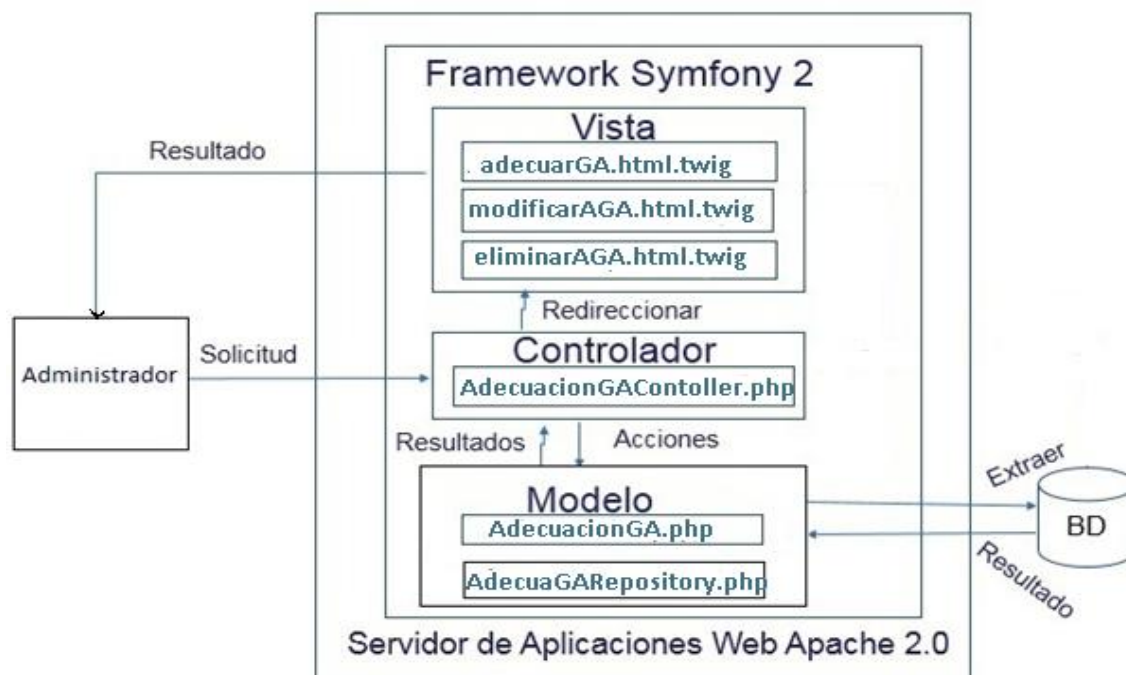 Framework Symfony 2
Vista
adecuarGA.html.twig
modificarAGA.html.twig
eliminarAGA.html.twig
Resultado
Redireccionar
Administrador
Solicitud
Controlador
AdecuacionGAContoller.php
Resultados
Acciones
Modelo
AdecuacionGA.php
AdecuaGARepository.php
Extraer
BD
Resultado
Servidor de Aplicaciones Web Apache 2.0